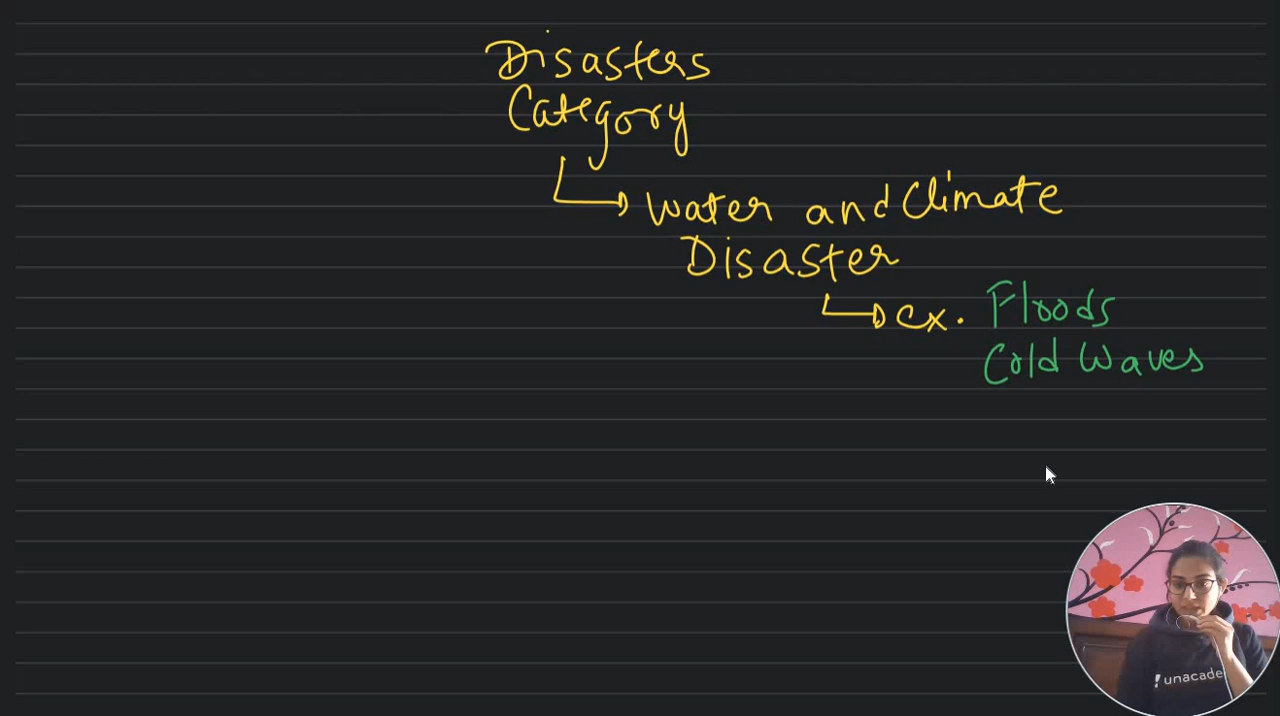 Disasters
Category
Water and Climate
Disaster
ex. Floods
Cold Waves
unacade